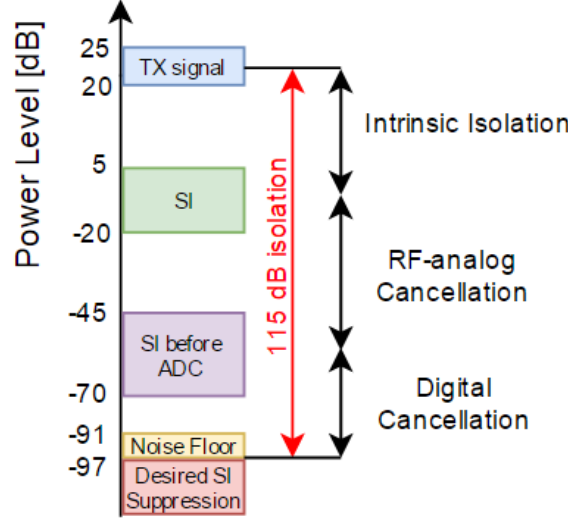 Power Level [dB]
25
20
5
-20
-45
-70
-91
-97
TX signal
SI
SI before
ADC
Noise Floor
Desired SI
Suppression
115 dB isolation
Intrinsic Isolation
RF-analog
Cancellation
Digital
Cancellation